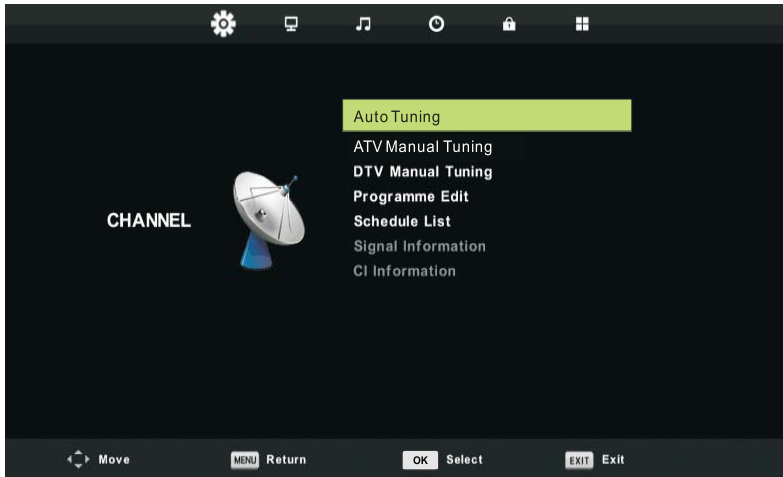 Auto Tuning
ATV Manual Tuning
DTV Manual Tuning
Programme Edit
CHANNEL
Schedule List
Signal Information
CI Information
Move MENU Return OK Select EXIT Exit